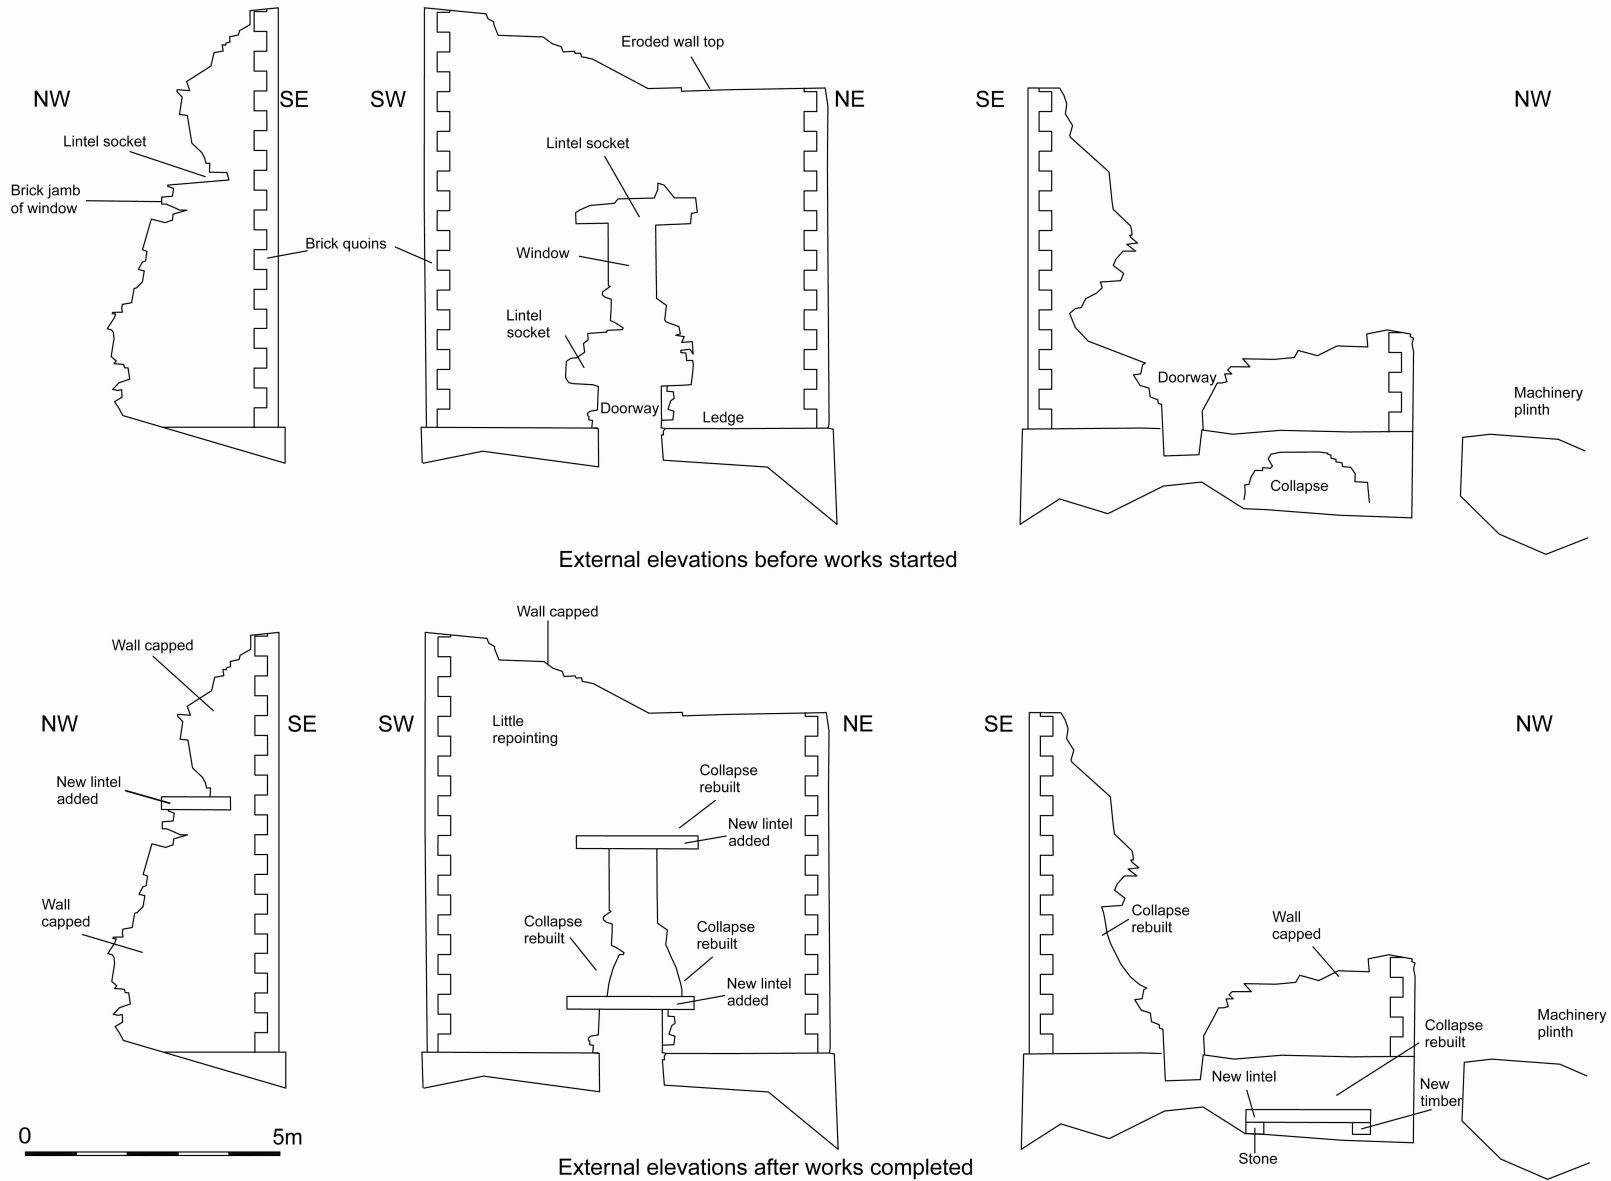 Eroded wall top
NW
SE
SW
NE
SE
NW
Lintel socket
Lintel socket
Brick jamb
of window
Brick quoins
Window
Lintel
socket
Doorway
Ledge
Doorway
Machinery
plinth
Collapse
External elevations before works started
Wall capped
Wall capped
NW
SE
SW
Little
repointing
NE
SE
NW
New lintel
added
Collapse
rebuilt
New lintel
added
Wall
capped
Collapse
rebuilt
Collapse
rebuilt
New lintel
added
Collapse
rebuilt
Wall
capped
Machinery
plinth
Collapse
rebuilt
New lintel
New
timber
Stone
0
5m
External elevations after works completed